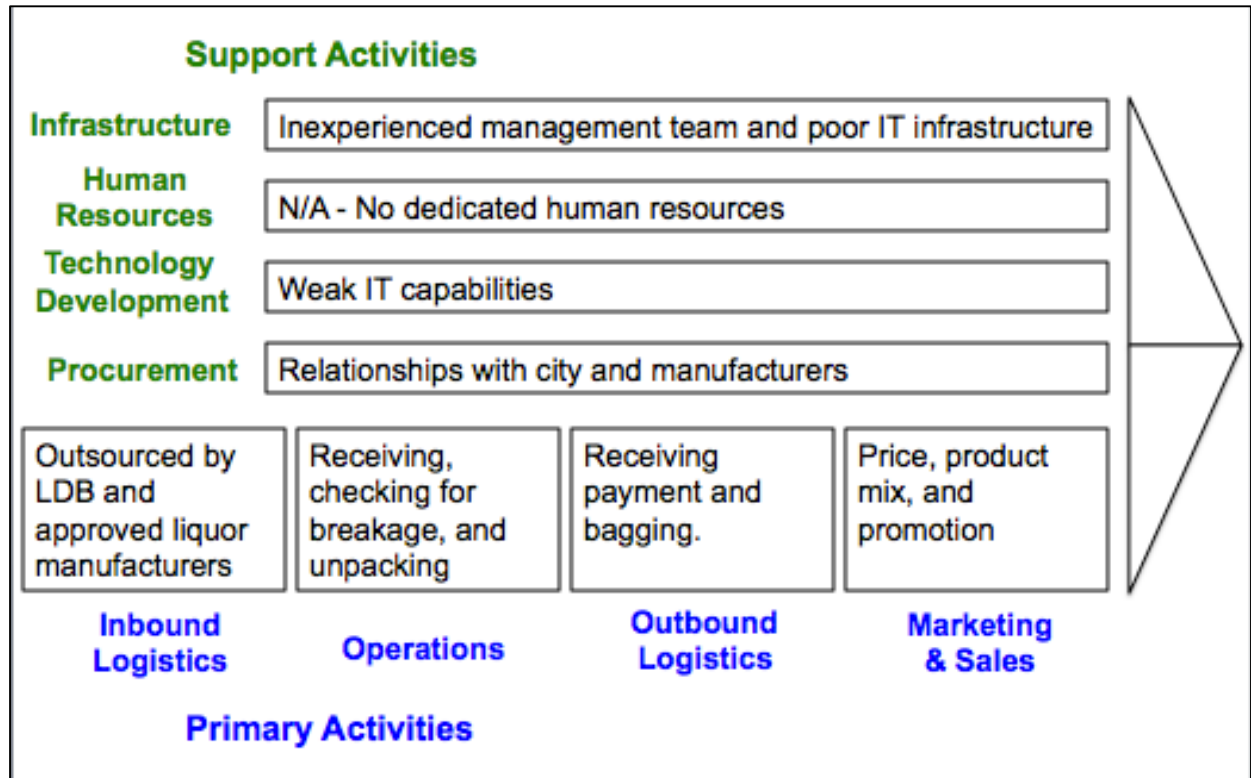 Support Activities
Infrastructure
Inexperienced management team and poor IT infrastructure
Human
Resources
N/A - No dedicated human resources
Technology
Development
Weak IT capabilities
Procurement
Relationships with city and manufacturers
Outsourced by
LDB and
approved liquor
manufacturers
Receiving,
checking for
breakage, and
unpacking
Receiving
payment and
bagging.
Price, product
mix, and
promotion
Inbound
Logistics
Operations
Outbound
Logistics
Marketing
& Sales
Primary Activities